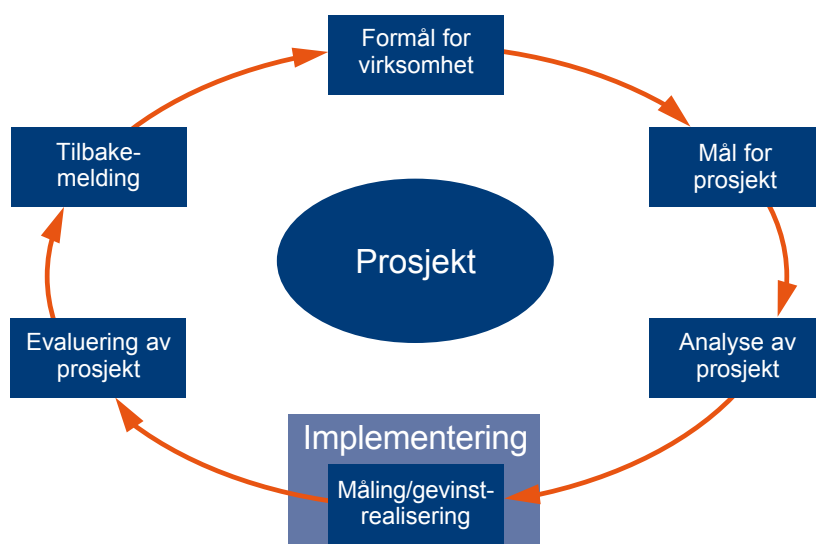 Formål for
virksomhet
Mål for
prosjekt
Analyse av
prosjekt
Implementering
Måling/gevinst-
realisering
Evaluering av
prosjekt
Tilbake-
melding
Prosjekt